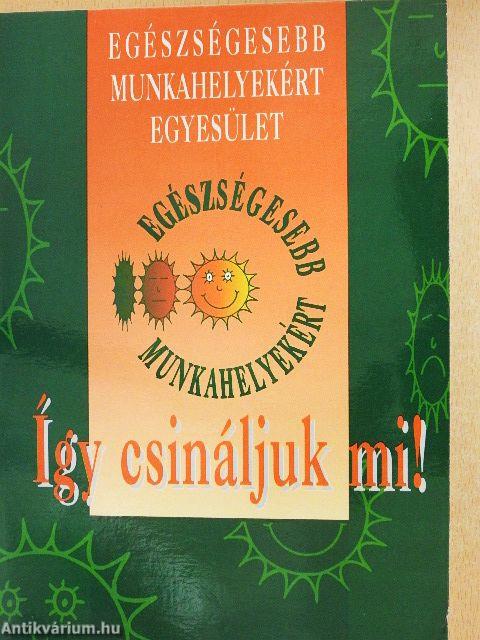 EGÉSZSÉGESEBB
MUNKAHELYEKÉRT
EGYESÜLET
EGÉSZSÉGESEBB
MUNKAHELYEKÉRT
Így csináljuk mi!
Antikvárium.hu